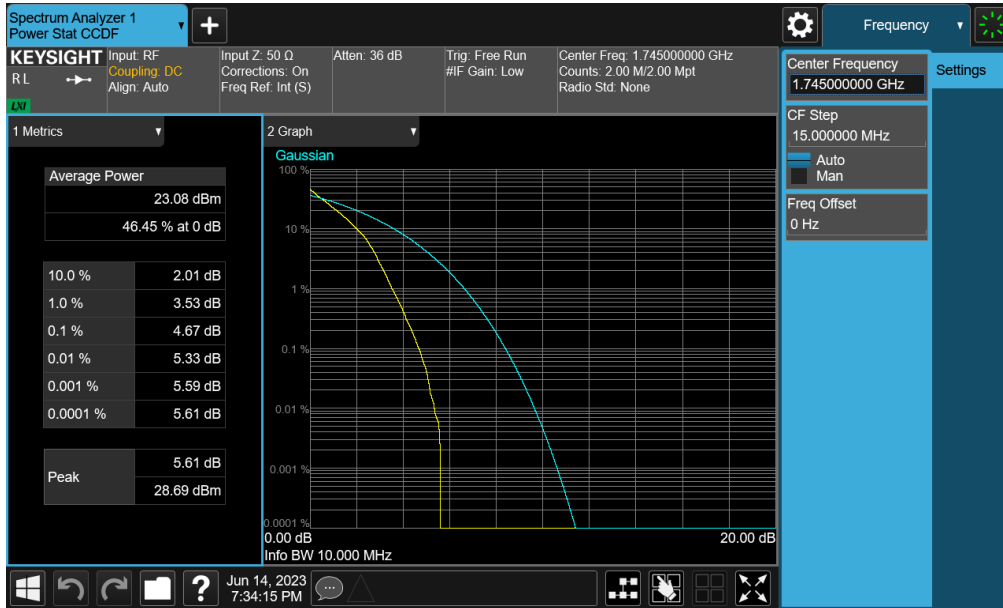 Spectrum Analyzer 1
Power Stat CCDF
+
Frequency
KEYSIGHT
Input: RF
Coupling: DC
Align: Auto
Input Z: 50 Ω
Corrections: On
Freq Ref: Int (S)
Atten: 36 dB
Trig: Free Run
#IF Gain: Low
Center Freq: 1.745000000 GHz
Counts: 2.00 M/2.00 Mpt
Radio Std: None
R L
LXI
Center Frequency
1.745000000 GHz
Settings
CF Step
15.000000 MHz
Auto
Man
Freq Offset
0 Hz
1 Metrics
Average Power
23.08 dBm
46.45 % at 0 dB
10.0 % 2.01 dB
1.0 % 3.53 dB
0.1 % 4.67 dB
0.01 % 5.33 dB
0.001 % 5.59 dB
0.0001 % 5.61 dB
Peak
5.61 dB
28.69 dBm
2 Graph
Gaussian
100 %
10 %
1 %
0.1 %
0.01 %
0.001 %
0.0001 %
0.00 dB 20.00 dB
Info BW 10.000 MHz
?
Jun 14, 2023
7:34:15 PM